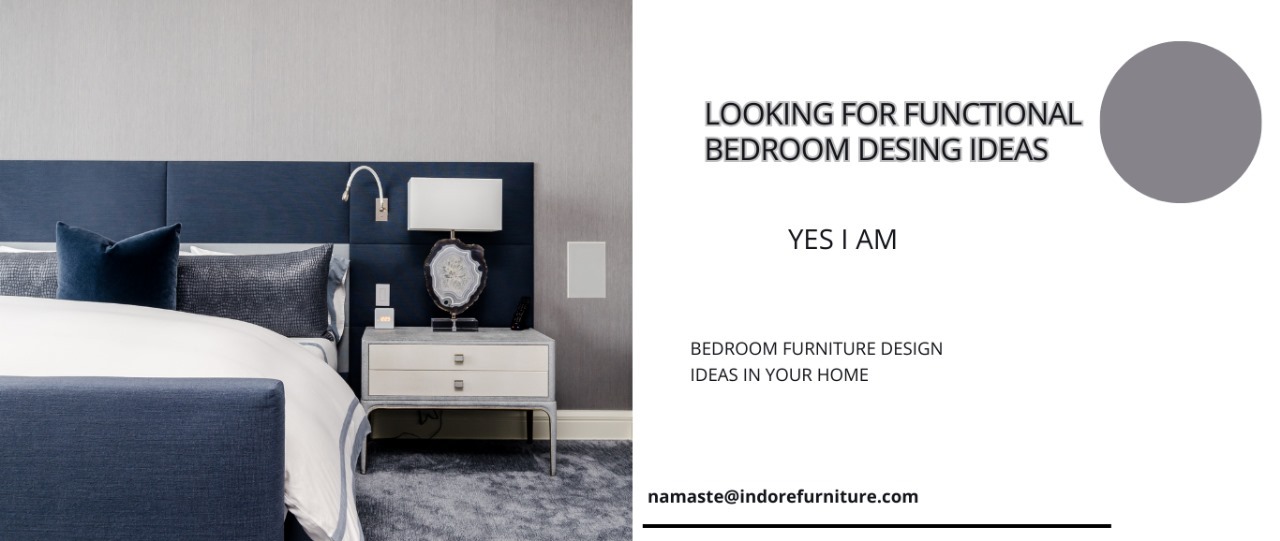 LOOKING FOR FUNCTIONAL
BEDROOM DESING IDEAS
YES I AM
BEDROOM FURNITURE DESIGN
IDEAS IN YOUR HOME
namaste@indorefurniture.com